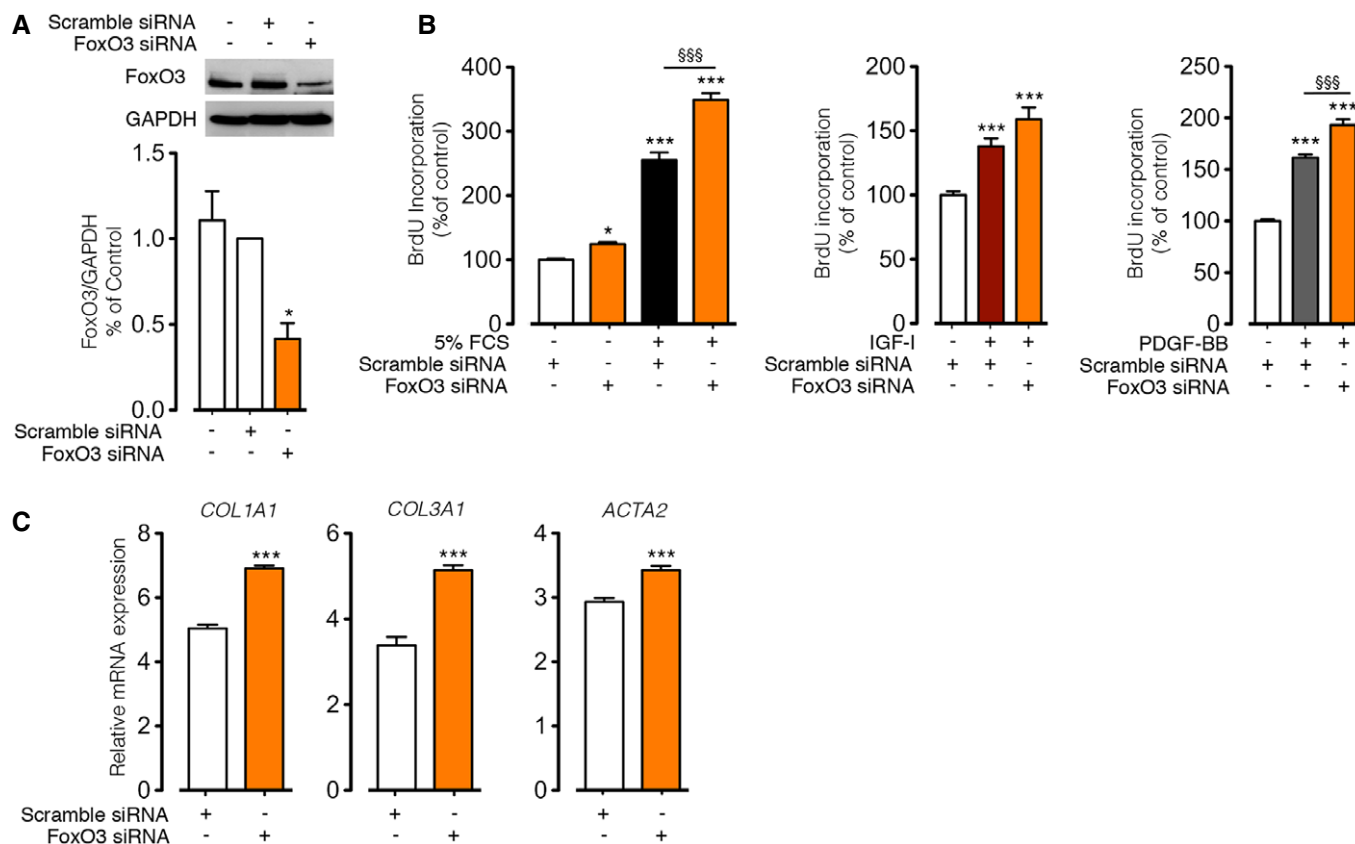 A
Scramble siRNA - + -
FoxO3 siRNA - - +
FoxO3
GAPDH
FoxO3/GAPDH
% of Control
1.5
1.0
0.5
0.0
*
Scramble siRNA - + -
FoxO3 siRNA - - +
B
BrdU Incorporation
(%of control)
400
300
200
100
0
*
***
§§§
***
5% FCS - - + +
Scramble siRNA + - + -
FoxO3 siRNA - + - +
BrdU incorporation
(% of control)
200
150
100
50
0
***
***
IGF-I - + +
Scramble siRNA + + -
FoxO3 siRNA - - +
BrdU incorporation
(% of control)
250
200
150
100
50
0
***
§§§
***
PDGF-BB - + +
Scramble siRNA + + -
FoxO3 siRNA - - +
C
Relative mRNA expression
COL1A1
8
6
4
2
0
***
COL3A1
6
4
2
0
***
ACTA2
4
3
2
1
0
***
Scramble siRNA + - + - + -
FoxO3 siRNA - + - + - +